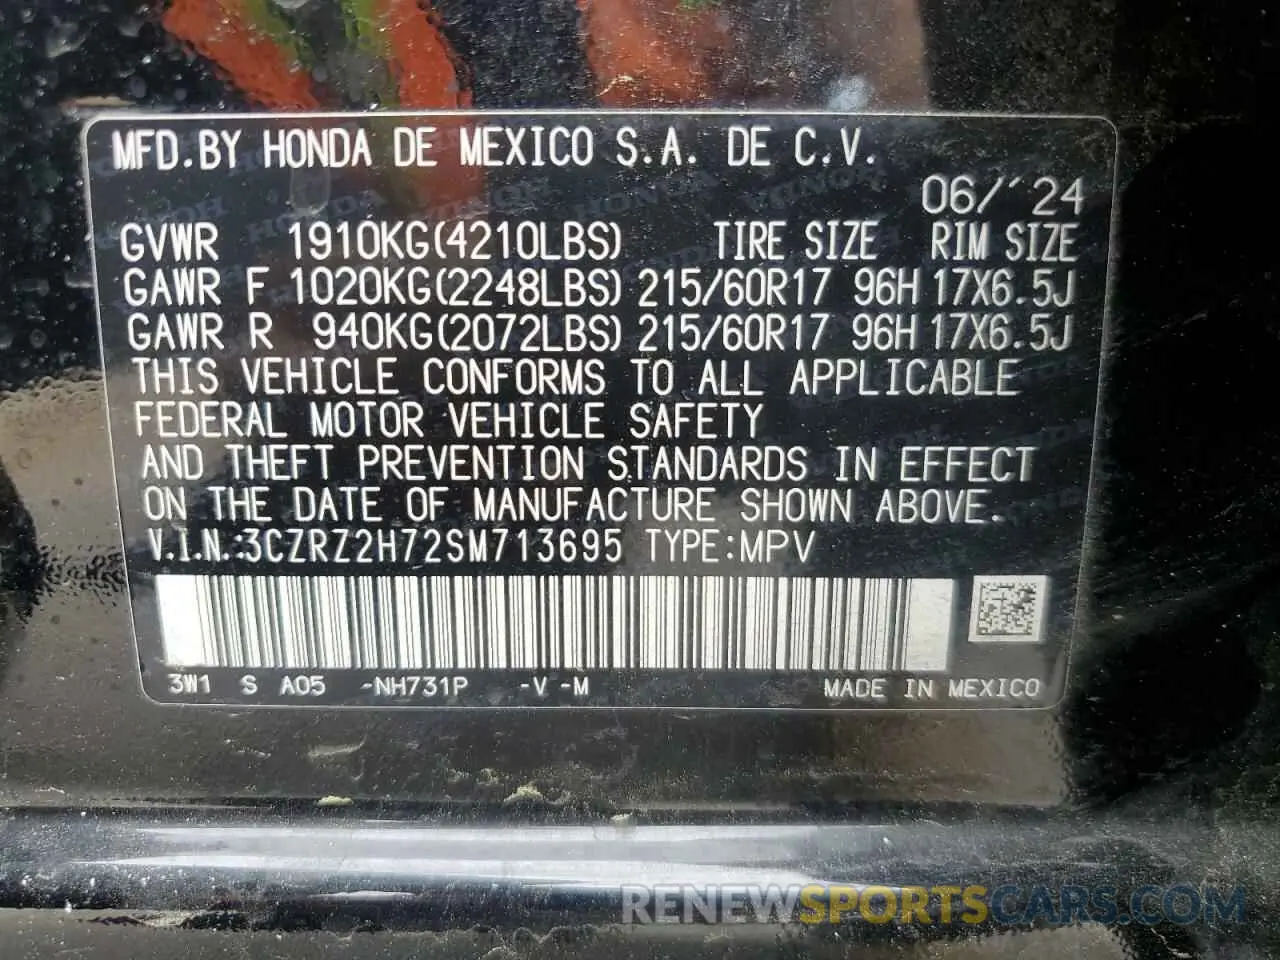 MFD.BY HONDA DE MEXICO S.A. DE C.V.
06/'24
GVWR 1910KG(4210LBS) TIRE SIZE RIM SIZE
GAWR F 1020KG(2248LBS) 215/60R17 96H 17X6.5J
GAWR R 940KG(2072LBS) 215/60R17 96H 17X6.5J
THIS VEHICLE CONFORMS TO ALL APPLICABLE
FEDERAL MOTOR VEHICLE SAFETY
AND THEFT PREVENTION STANDARDS IN EFFECT
ON THE DATE OF MANUFACTURE SHOWN ABOVE.
V.I.N.:3CZRZ2H72SM713695 TYPE:MPV
3W1 S A05 -NH731P -V -M MADE IN MEXICO
RENEWSPORTSCARS.COM